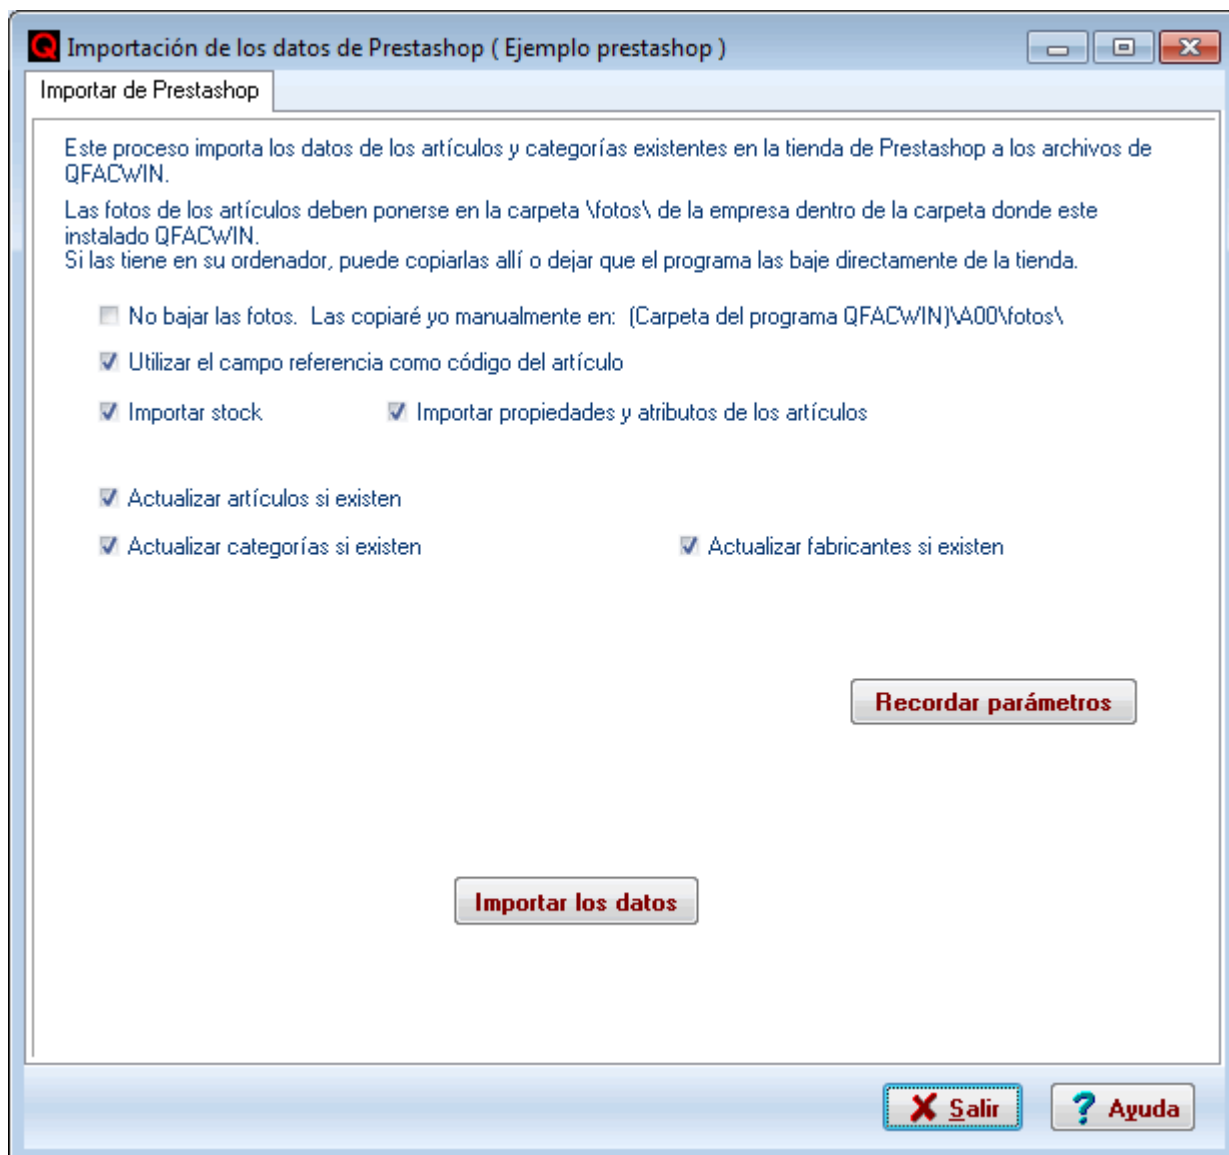 Importación de los datos de Prestashop ( Ejemplo prestashop )
Importar de Prestashop
Este proceso importa los datos de los artículos y categorías existentes en la tienda de Prestashop a los archivos de
QFACWIN.
Las fotos de los artículos deben ponerse en la carpeta \fotos\ de la empresa dentro de la carpeta donde este
instalado QFACWIN.
Si las tiene en su ordenador, puede copiarlas allí o dejar que el programa las baje directamente de la tienda.
No bajar las fotos. Las copiaré yo manualmente en: (Carpeta del programa QFACWIN)\A00\fotos\
Utilizar el campo referencia como código del artículo
Importar stock Importar propiedades y atributos de los artículos
Actualizar artículos si existen
Actualizar categorías si existen Actualizar fabricantes si existen
Recordar parámetros
Importar los datos
Salir Ayuda